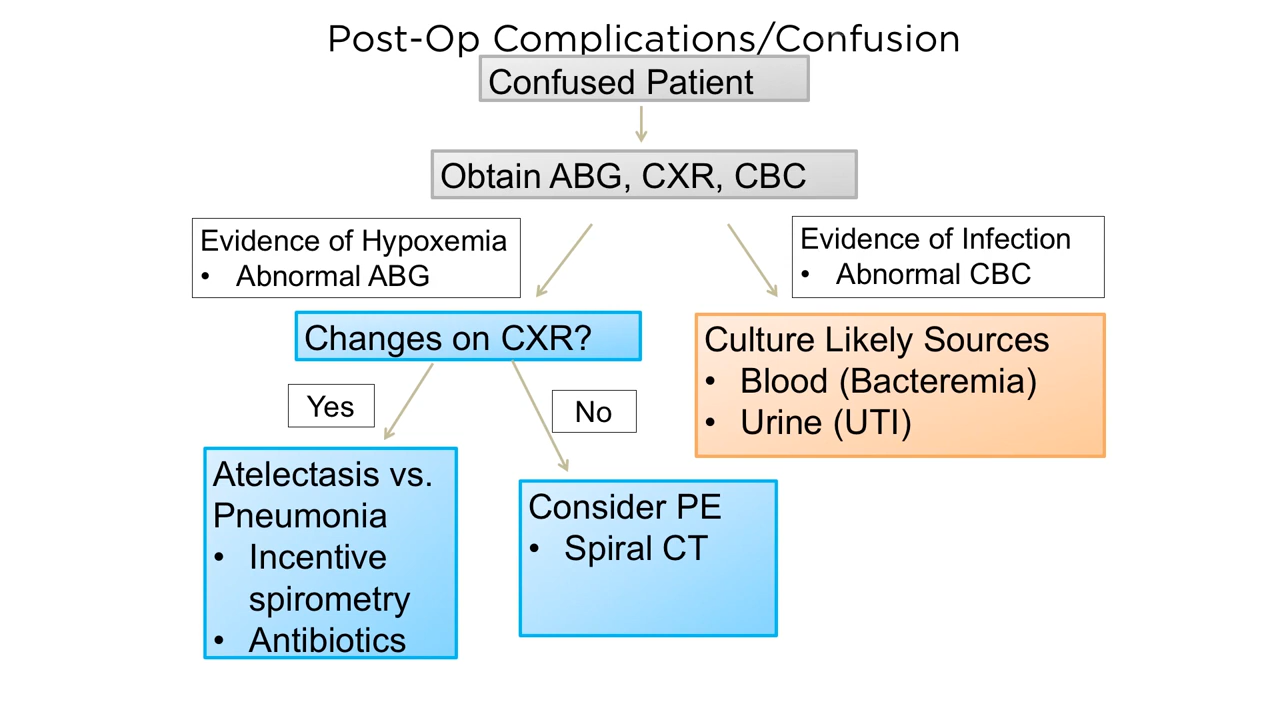 Post-Op Complications/Confusion
Confused Patient
Obtain ABG, CXR, CBC
Evidence of Hypoxemia
• Abnormal ABG
Evidence of Infection
• Abnormal CBC
Changes on CXR?
Culture Likely Sources
• Blood (Bacteremia)
• Urine (UTI)
Yes
No
Atelectasis vs.
Pneumonia
• Incentive
spirometry
• Antibiotics
Consider PE
• Spiral CT